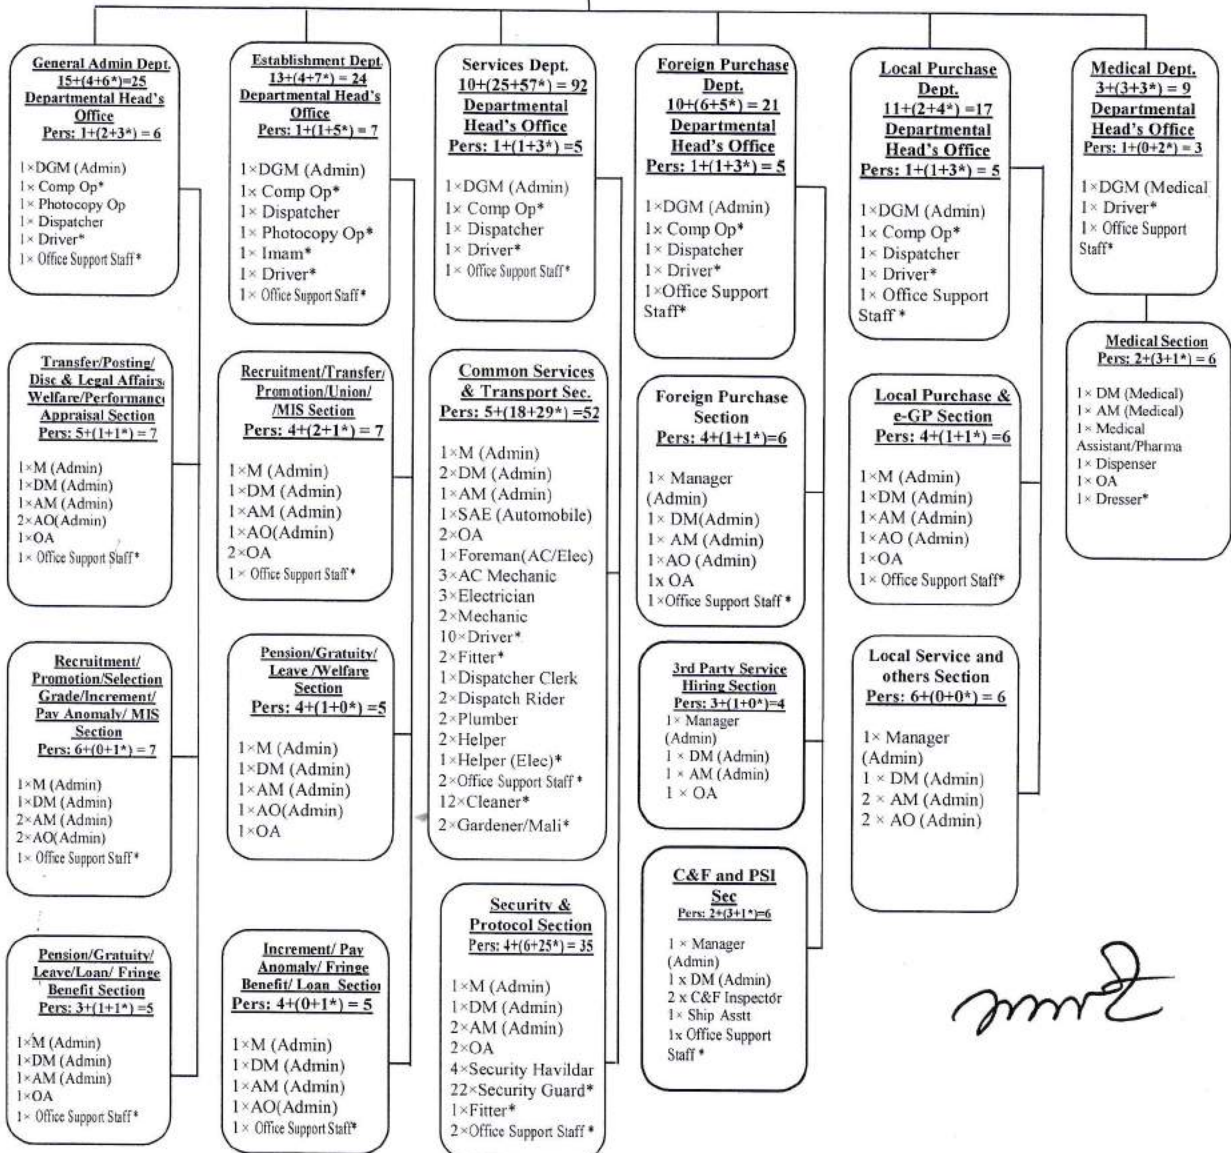 General Admin Dept.
15+(4+6*)=25
Departmental Head's
Office
Pers: 1+(2+3*) = 6
1×DGM (Admin)
1× Comp Op*
1× Photocopy Op
1× Dispatcher
1× Driver*
1× Office Support Staff*
Transfer/Posting/
Disc & Legal Affairs/
Welfare/Performance
Appraisal Section
Pers: 5+(1+1*) = 7
1×M (Admin)
1×DM (Admin)
1×AM (Admin)
2×AO(Admin)
1×OA
1× Office Support Staff*
Recruitment/
Promotion/Selection
Grade/Increment/
Pay Anomaly/ MIS
Section
Pers: 6+(0+1*) = 7
1×M (Admin)
1×DM (Admin)
2×AM (Admin)
2×AO(Admin)
1× Office Support Staff*
Pension/Gratuity/
Leave/Loan/ Fringe
Benefit Section
Pers: 3+(1+1*)=5
1×M (Admin)
1×DM (Admin)
1×AM (Admin)
1×OA
1× Office Support Staff*
Establishment Dept.
13+(4+7*) = 24
Departmental Head's
Office
Pers: 1+(1+5*) = 7
1×DGM (Admin)
1x Comp Op*
1× Dispatcher
1× Photocopy Op*
1× Imam*
1× Driver*
1× Office Support Staff*
Recruitment/Transfer/
Promotion/Union/
/MIS Section
Pers: 4+(2+1*) = 7
1×M (Admin)
1×DM (Admin)
1×AM (Admin)
1×AO(Admin)
2×OA
1× Office Support Staff*
Pension/Gratuity/
Leave /Welfare
Section
Pers: 4+(1+0*) =5
1×M (Admin)
1×DM (Admin)
1×AM (Admin)
1×AO(Admin)
1×OA
Increment/ Pay
Anomaly/ Fringe
Benefit/ Loan Section
Pers: 4+(0+1*) = 5
1×M (Admin)
1×DM (Admin)
1×AM (Admin)
1×AO(Admin)
1× Office Support Staff*
Services Dept.
10+(25+57*) = 92
Departmental
Head's Office
Pers: 1+(1+3*) =5
1×DGM (Admin)
1× Comp Op*
1× Dispatcher
1× Driver*
1× Office Support Staff*
Common Services
& Transport Sec.
Pers: 5+(18+29*) =52
1×M (Admin)
2×DM (Admin)
1×AM (Admin)
1×SAE (Automobile)
2×OA
1×Foreman(AC/Elec)
3×AC Mechanic
3×Electrician
2×Mechanic
10×Driver*
2×Fitter*
1×Dispatcher Clerk
2×Dispatch Rider
2×Plumber
2×Helper
1×Helper (Elec)*
2×Office Support Staff*
12×Cleaner*
2×Gardener/Mali*
Security &
Protocol Section
Pers: 4+(6+25*) = 35
1×M (Admin)
1×DM (Admin)
2×AM (Admin)
2×OA
4×Security Havildar
22×Security Guard*
1×Fitter*
2×Office Support Staff*
Foreign Purchase
Dept.
10+(6+5*) = 21
Departmental
Head's Office
Pers: 1+(1+3*) = 5
1×DGM (Admin)
1× Comp Op*
1× Dispatcher
1× Driver*
1×Office Support
Staff*
Foreign Purchase
Section
Pers: 4+(1+1*)=6
1× Manager
(Admin)
1× DM(Admin)
1× AM (Admin)
1×AO (Admin)
1x OA
1×Office Support Staff*
3rd Party Service
Hiring Section
Pers: 3+(1+0*)=4
1× Manager
(Admin)
1 × DM (Admin)
1 × AM (Admin)
1 × OA
C&F and PSI
Sec
Pers: 2+(3+1*)=6
1 × Manager
(Admin)
1 x DM (Admin)
2 x C&F Inspector
1× Ship Asstt
1x Office Support
Staff *
Local Purchase
Dept.
11+(2+4*) =17
Departmental
Head's Office
Pers: 1+(1+3*) = 5
1×DGM (Admin)
1× Comp Op*
1× Dispatcher
1× Driver*
1× Office Support
Staff*
Local Purchase &
e-GP Section
Pers: 4+(1+1*) =6
1×M (Admin)
1×DM (Admin)
1×AM (Admin)
1×AO (Admin)
1×OA
1× Office Support Staff*
Local Service and
others Section
Pers: 6+(0+0*) = 6
1× Manager
(Admin)
1 × DM (Admin)
2 × AM (Admin)
2 × AO (Admin)
Medical Dept.
3+(3+3*) = 9
Departmental
Head's Office
Pers: 1+(0+2*) = 3
1×DGM (Medical
1× Driver*
1× Office Support
Staff*
Medical Section
Pers: 2+(3+1*) = 6
1× DM (Medical)
1× AM (Medical)
1× Medical
Assistant/Pharma
1× Dispenser
1× OA
1× Dresser*